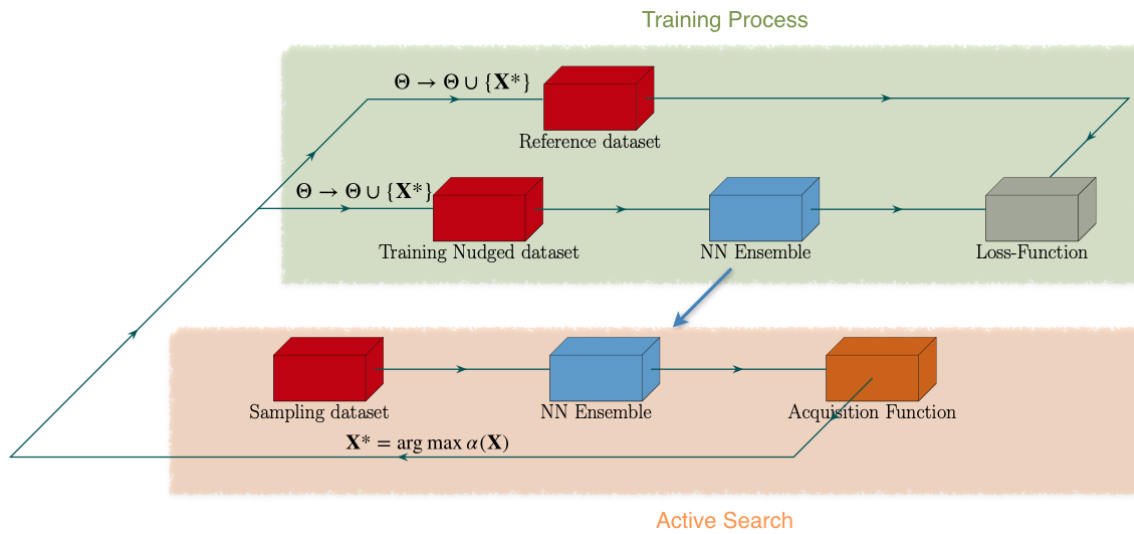 Training Process
Θ → Θ ∪ {X*}
Reference dataset
Θ → Θ ∪ {X*}
Training Nudged dataset
NN Ensemble
Loss-Function
Sampling dataset
NN Ensemble
Acquisition Function
X* = arg max α(X)
Active Search